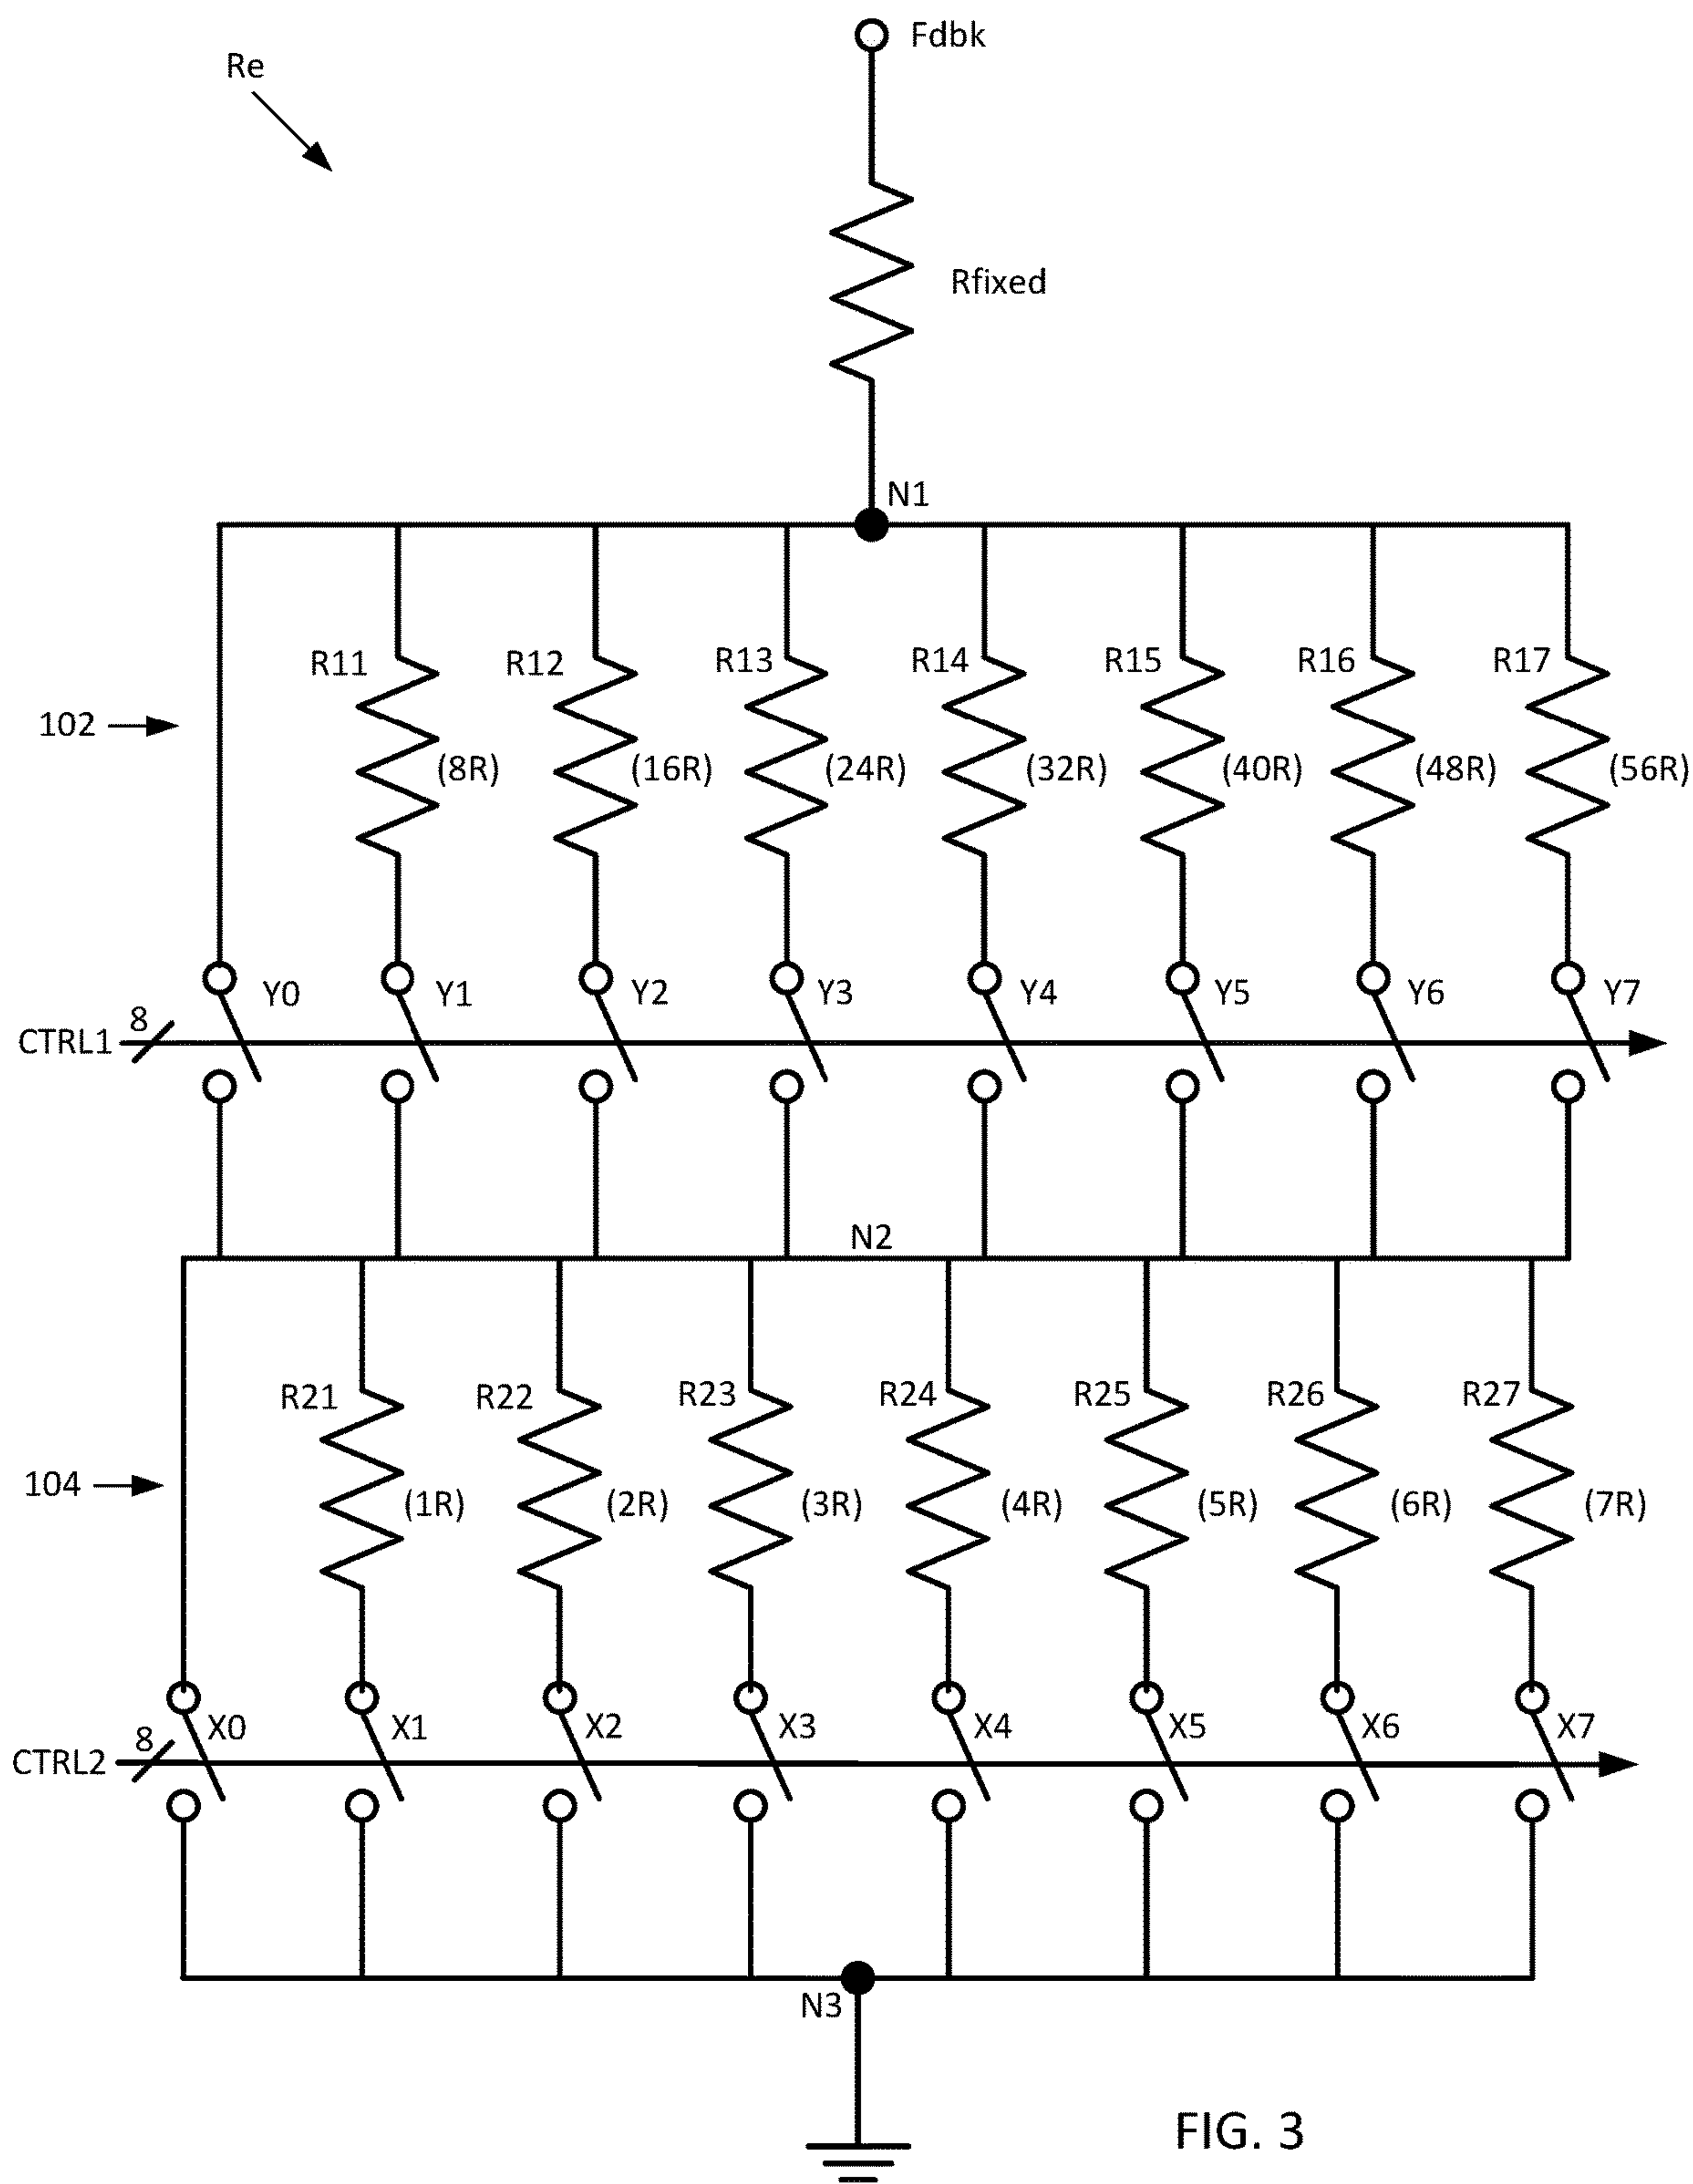 Fdbk
Re
Rfixed
N1
R11 R12 R13 R14 R15 R16 R17
102
(8R) (16R) (24R) (32R) (40R) (48R) (56R)
Y0 Y1 Y2 Y3 Y4 Y5 Y6 Y7
8
CTRL1
N2
R21 R22 R23 R24 R25 R26 R27
104
(1R) (2R) (3R) (4R) (5R) (6R) (7R)
X0 X1 X2 X3 X4 X5 X6 X7
8
CTRL2
N3
FIG. 3